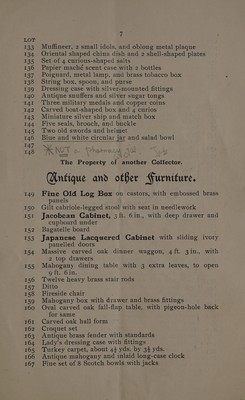 7
LOT
133 Muffineer, 2 small idols, and oblong metal plaque
134 Oriental shaped china dish and 2 shell-shaped plates
135 Set of 4 curious-shaped salts
136 Papier maché scent case with 2 bottles
137 Poignard, metal lamp, and brass tobacco box
138 String box, spoon, and purse
139 Dressing case with silver-mounted fittings
140 Antique snuffers and silver sugar tongs
141 Three military medals and copper coins
142 Carved boat-shaped box and 4 curios
143 Miniature silver ship and match box
144 Five seals, brooch, and buckle
145 Two old swords and helmet
146 Blue and white circular jar and salad bowl
147
148
The Property of another Collector.
Antique and other Furniture.
149 Fine Old Log Box on castors, with embossed brass
panels
150 Gilt cabriole-legged stool with seat in needlework
151 Jacobean Cabinet, 3 ft. 6 in., with deep drawer and
cupboard under
152 Bagatelle board
153 Japanese Lacquered Cabinet with sliding ivory
panelled doors
154 Massive carved oak dinner waggon, 4 ft. 3 in., with
2 top drawers
155 Mahogany dining table with 3 extra leaves, to open
9 ft. 6 in.
156 Twelve heavy brass stair rods
157 Ditto
158 Fireside chair
159 Mahogany box with drawer and brass fittings
160 Oval carved oak fall-flap table, with pigeon-hole back
for same
161 Carved oak hall form
162 Croquet set
163 Antique brass fender with standards
164 Lady's dressing case with fittings
165 Turkey carpet, about 4½ yds. by 3½ yds.
166 Antique mahogany and inlaid long-case clock
167 Fine set of 8 Scotch bowls with jacks